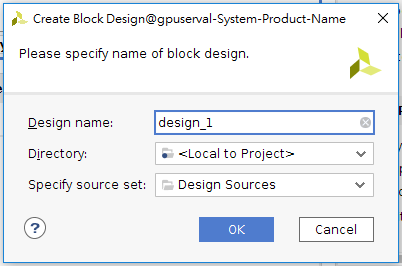 Create Block Design@gpuserval-System-Product-Name
Please specify name of block design.
Design name: design_1
Directory: <Local to Project>
Specify source set: Design Sources
? OK Cancel